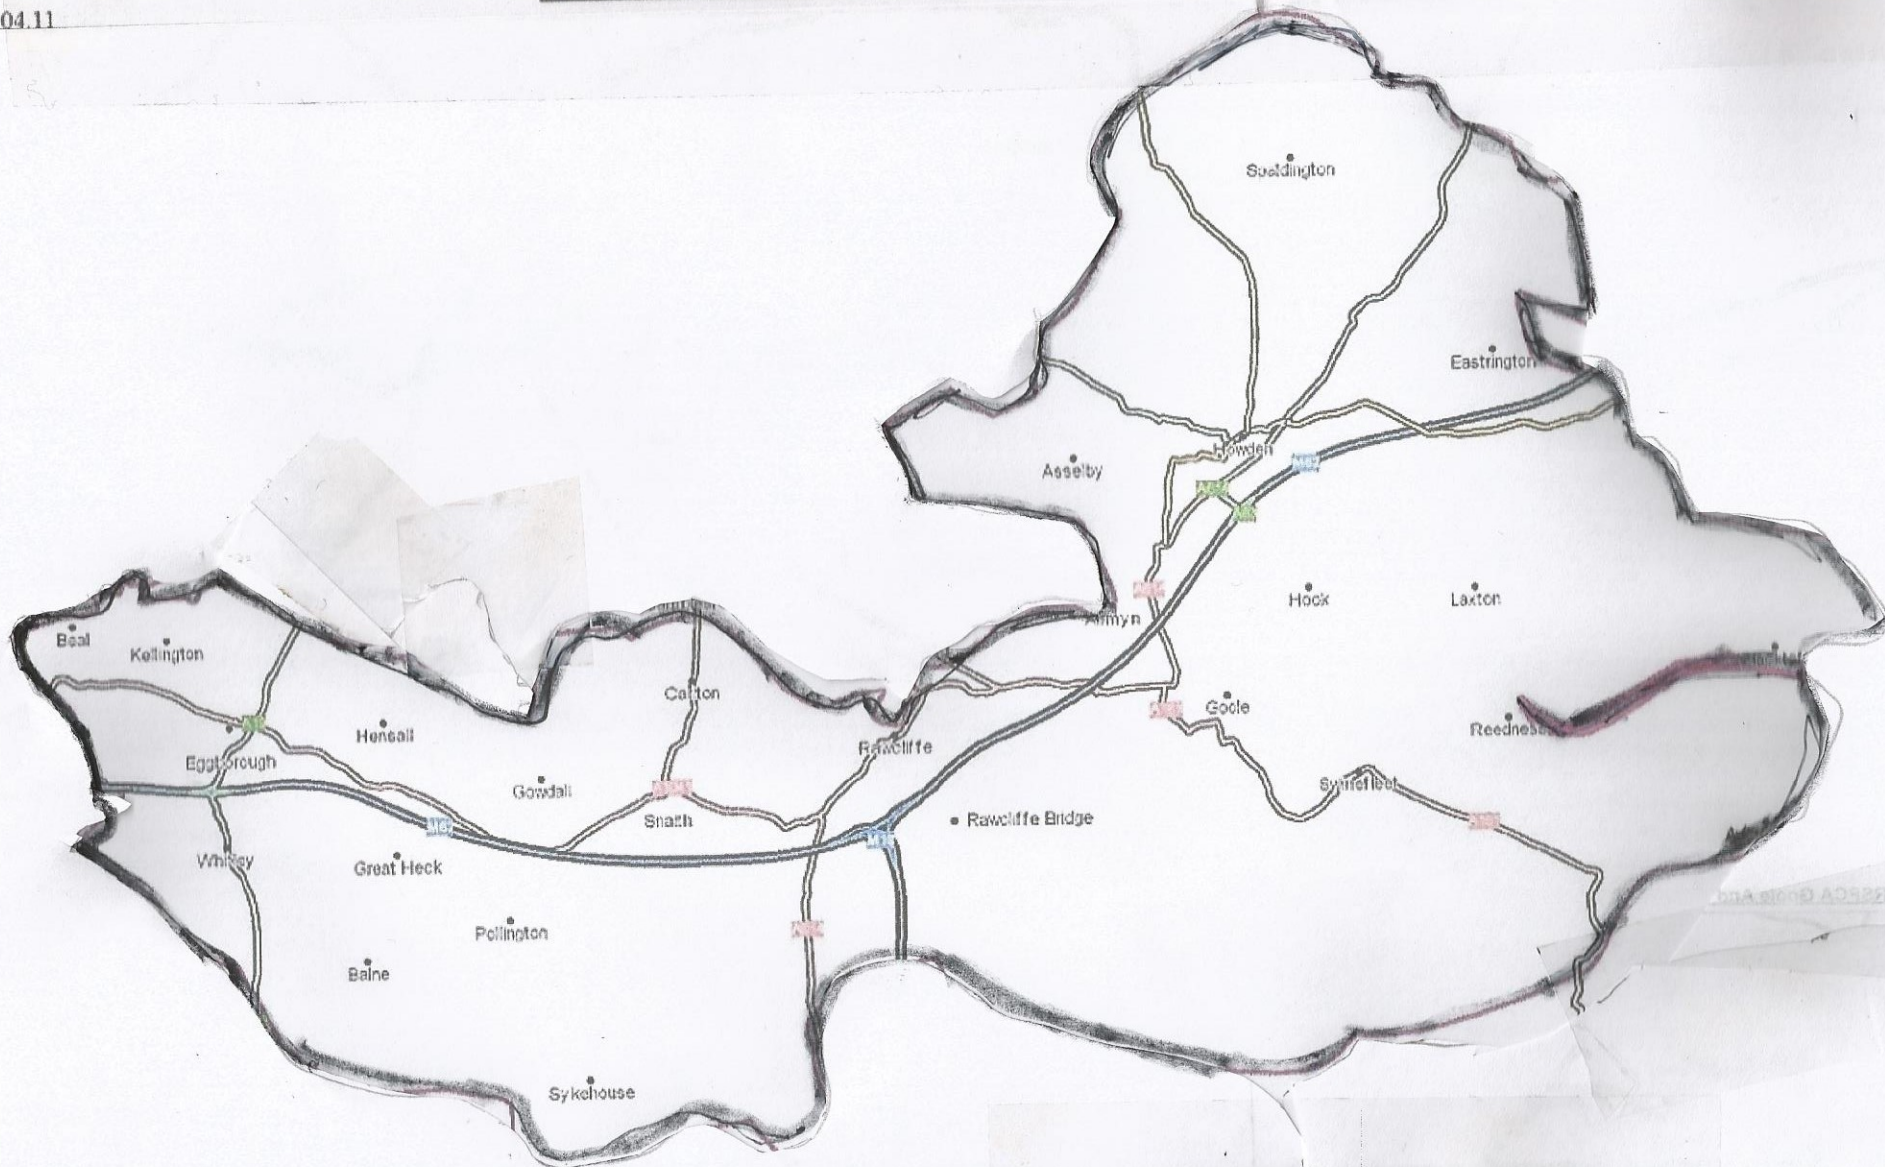 04.11
Spaldington
Eastrington
Howden
Asselby
Hook
Laxton
Airmyn
Beal
Kellington
Carlton
Goole
Reedness
Hensall
Rawcliffe
Eggborough
Gowdall
Swinefleet
Snaith
Rawcliffe Bridge
M62
Whitley
Great Heck
Pollington
Balne
Sykehouse